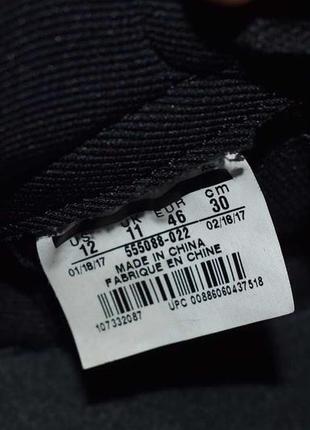 US UK EUR cm
12 11 46 30
555088-022
01/18/17 02/18/17
MADE IN CHINA
FABRIQUE EN CHINE
107332087 UPC 00886060437518